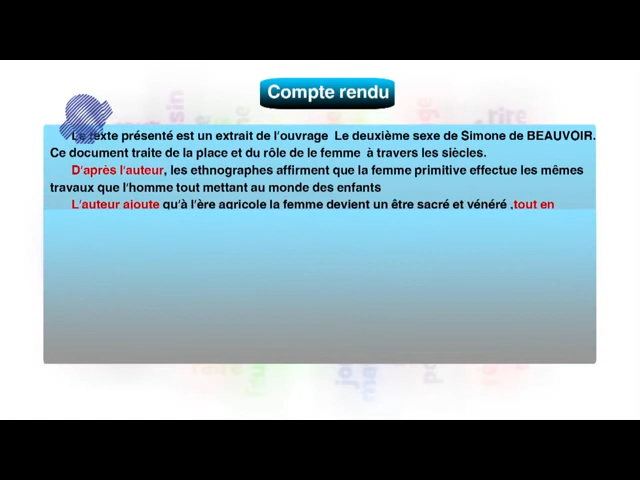 Compte rendu
Le texte présenté est un extrait de l'ouvrage Le deuxième sexe de Simone de BEAUVOIR.
Ce document traite de la place et du rôle de le femme à travers les siècles.
D'après l'auteur, les ethnographes affirment que la femme primitive effectue les mêmes
travaux que l'homme tout mettant au monde des enfants
L'auteur ajoute qu'à l'ère agricole la femme devient un être sacré et vénéré ,tout en